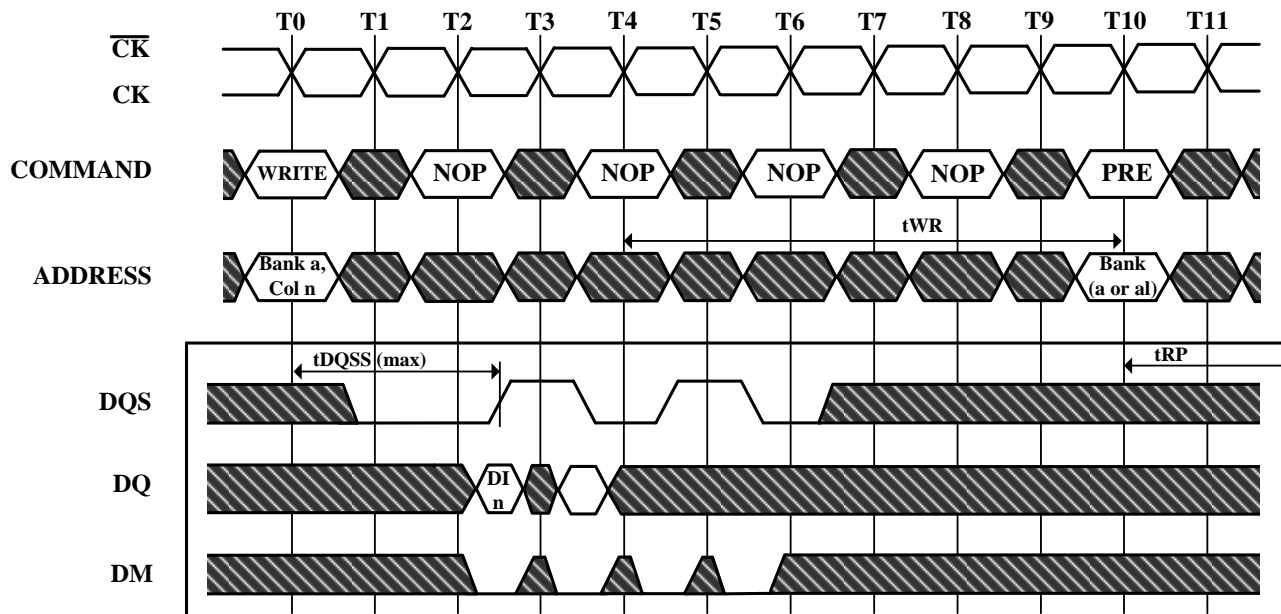 T0 T1 T2 T3 T4 T5 T6 T7 T8 T9 T10 T11
CK
CK
COMMAND WRITE NOP NOP NOP NOP PRE
tWR
ADDRESS
Bank a,
Col n
Bank
(a or al)
tDQSS (max)
tRP
DQS
DQ
DI
n
DM